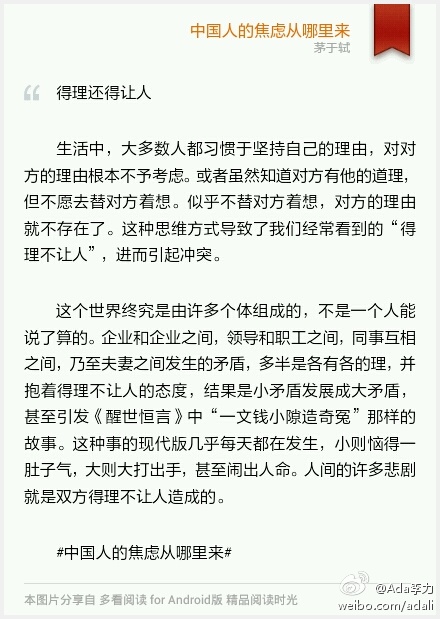 中国人的焦虑从哪里来
茅于轼
“ 得理还得让人
生活中，大多数人都习惯于坚持自己的理由，对对
方的理由根本不予考虑。或者虽然知道对方有他的道理，
但不愿去替对方着想。似乎不替对方着想，对方的理由
就不存在了。这种思维方式导致了我们经常看到的“得
理不让人”，进而引起冲突。
这个世界终究是由许多个体组成的，不是一个人能
说了算的。企业和企业之间，领导和职工之间，同事互相
之间，乃至夫妻之间发生的矛盾，多半是各有各的理，并
抱着得理不让人的态度，结果是小矛盾发展成大矛盾，
甚至引发《醒世恒言》中“一文钱小隙造奇冤”那样的
故事。这种事的现代版几乎每天都在发生，小则恼得一
肚子气，大则大打出手，甚至闹出人命。人间的许多悲剧
就是双方得理不让人造成的。
#中国人的焦虑从哪里来#
本图片分享自 多看阅读 for Android版 精品阅读时光
@Ada李力
weibo.com/adali